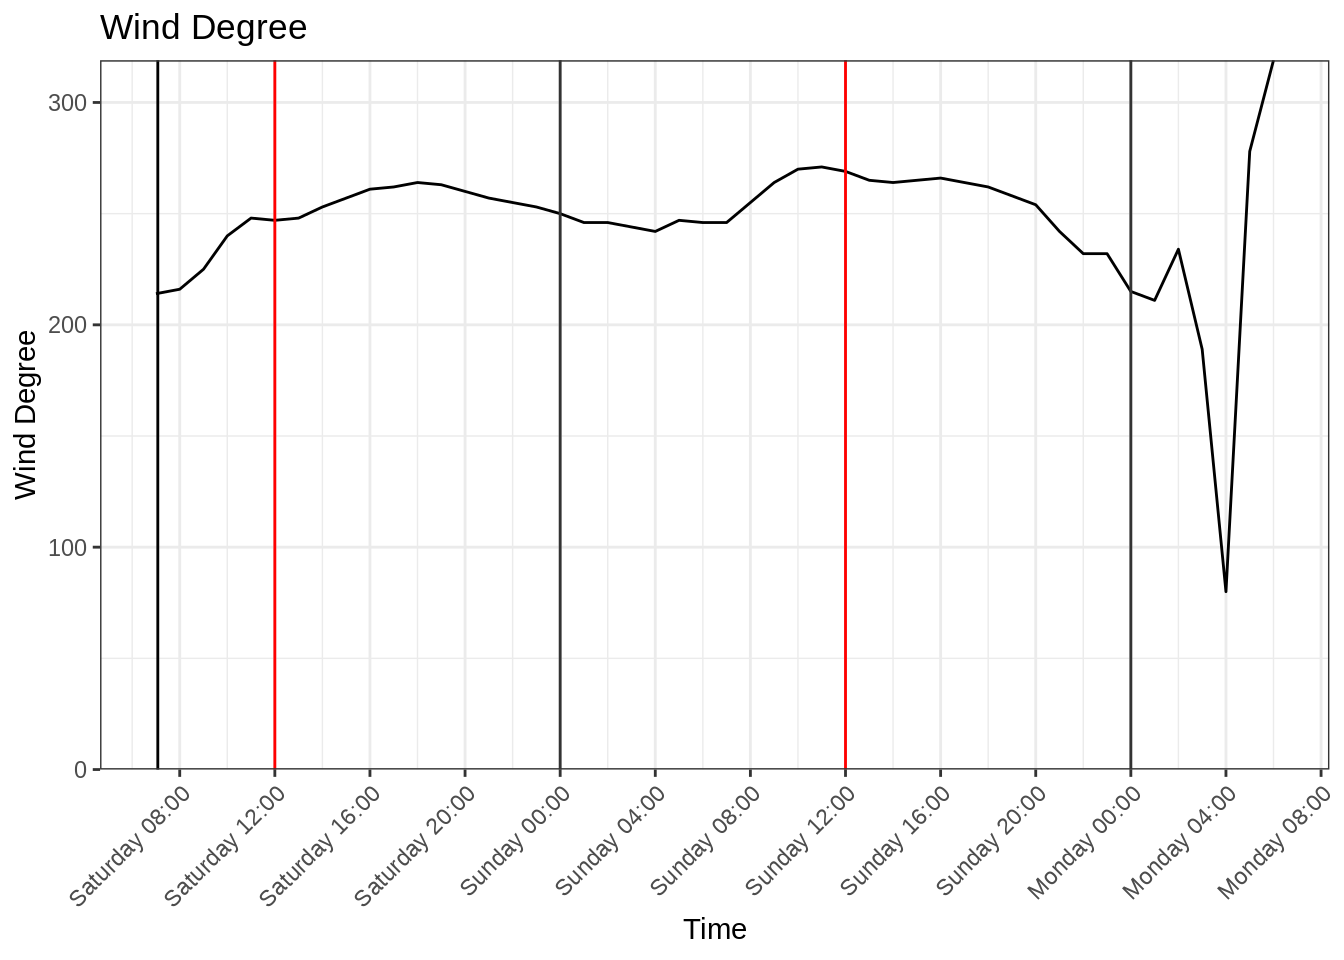 Wind Degree
Wind Degree
300
200
100
0
Saturday 08:00
Saturday 12:00
Saturday 16:00
Saturday 20:00
Sunday 00:00
Sunday 04:00
Sunday 08:00
Sunday 12:00
Sunday 16:00
Sunday 20:00
Monday 00:00
Monday 04:00
Monday 08:00
Time